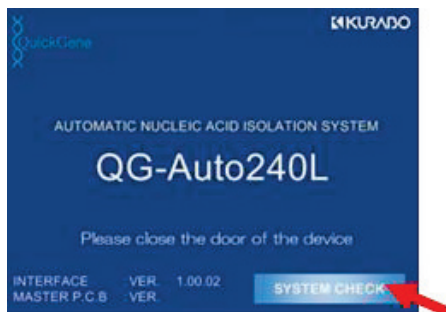 QuickGene
KURABO
AUTOMATIC NUCLEIC ACID ISOLATION SYSTEM
QG-Auto240L
Please close the door of the device
INTERFACE :VER. 1.00.02
MASTER P.C.B :VER.
SYSTEM CHECK